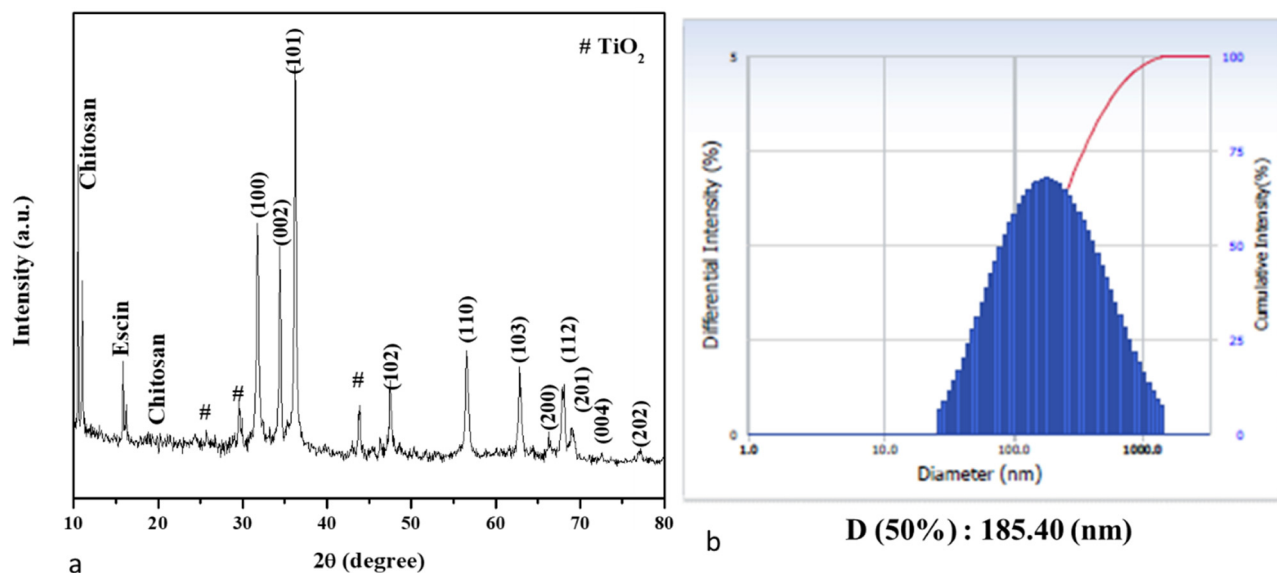 # TiO2
Chitosan
Escin
Chitosan
#
#
(100)
(002)
(101)
#
(102)
(110)
(103)
(200)
(112)
(201)
(004)
(202)
Intensity (a.u.)
10 20 30 40 50 60 70 80
2θ (degree)
a
5
0
Differential Intensity (%)
100
75
50
25
0
Cumulative Intensity(%)
1.0 10.0 100.0 1000.0
Diameter (nm)
b
D (50%) : 185.40 (nm)